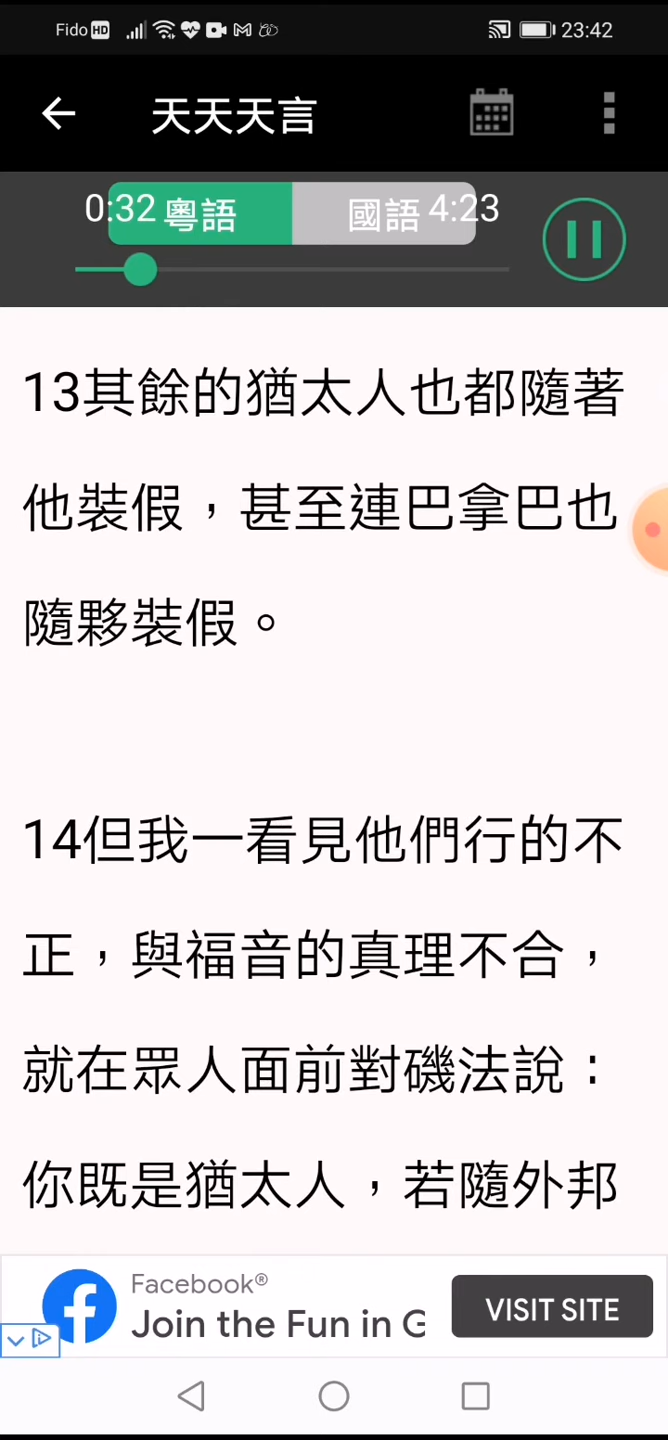 Fido HD 23:42
天天天言
0:32 粵語 國語 4:23
13其餘的猶太人也都隨著
他裝假，甚至連巴拿巴也
隨夥裝假。
14但我一看見他們行的不
正，與福音的真理不合，
就在眾人面前對磯法說：
你既是猶太人，若隨外邦
Facebook®
Join the Fun in G
VISIT SITE